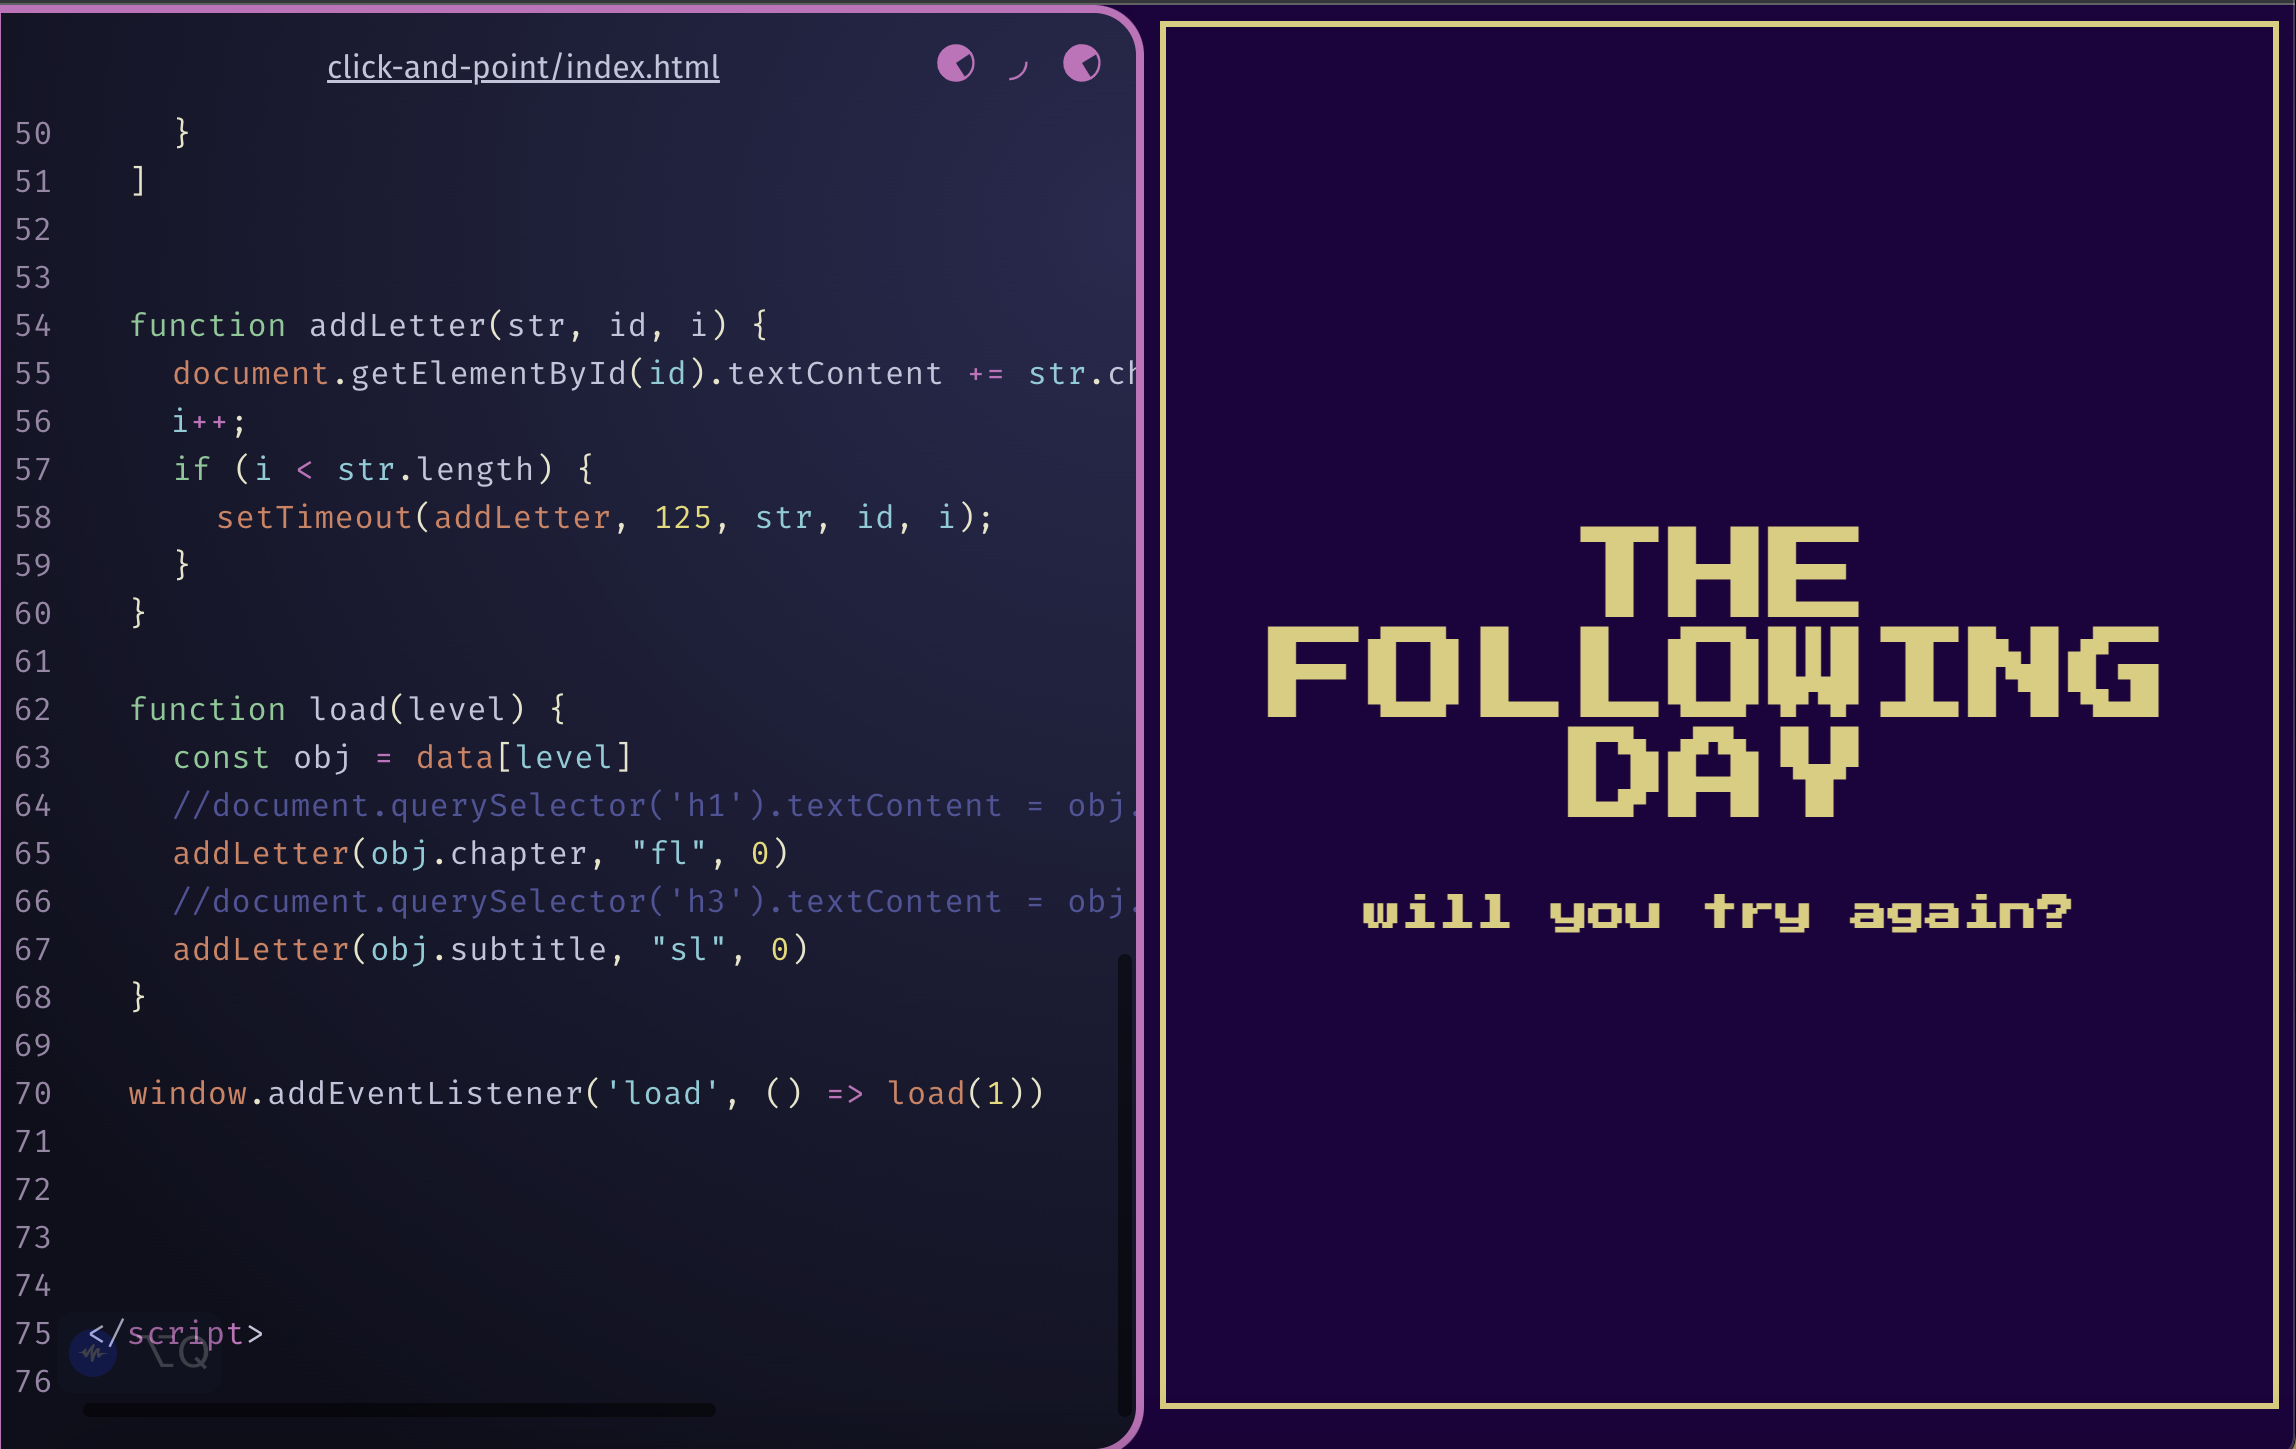 click-and-point/index.html
50 }
51 ]
52
53
54 function addLetter(str, id, i) {
55 document.getElementById(id).textContent += str.ch
56 i++;
57 if (i < str.length) {
58 setTimeout(addLetter, 125, str, id, i);
59 }
60 }
61
62 function load(level) {
63 const obj = data[level]
64 //document.querySelector('h1').textContent = obj.
65 addLetter(obj.chapter, "fl", 0)
66 //document.querySelector('h3').textContent = obj.
67 addLetter(obj.subtitle, "sl", 0)
68 }
69
70 window.addEventListener('load', () => load(1))
71
72
73
74
75 </script>
⌥Q
76
THE
FOLLOWING
DAY
will you try again?